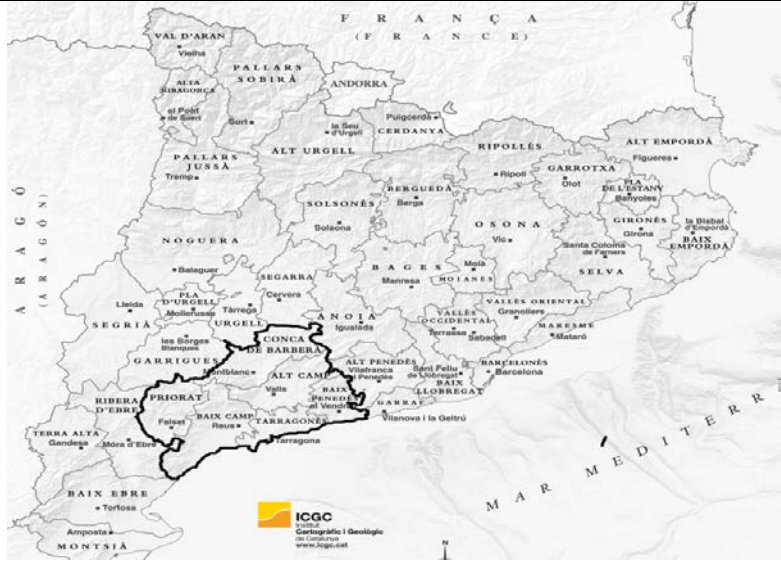 F R A N Ç A
( F R A N C E )
VAL D'ARAN
Vielha
PALLARS
SOBIRÀ
ANDORRA
ALTA
RIBAGORÇA
el Pont
de Suert
Sort
la Seu
d'Urgell
Puigcerdà
CERDANYA
ALT URGELL
RIPOLLÈS
Ripoll
ALT EMPORDÀ
Figueres
GARROTXA
Olot
PLA
DE L'ESTANY
Banyoles
PALLARS
JUSSÀ
Tremp
BERGUEDÀ
Berga
SOLSONÈS
Solsona
OSONA
Vic
GIRONÈS
Girona
la Bisbal
d'Empordà
BAIX
EMPORDÀ
A R A G Ó
( A R A G Ó N )
NOGUERA
Balaguer
Santa Coloma
de Farners
SELVA
SEGARRA
Cervera
BAGES
Manresa
Moià
MOIANÈS
PLA
D'URGELL
Mollerussa
Lleida
SEGRIÀ
Tàrrega
URGELL
ANOIA
Igualada
VALLÈS ORIENTAL
Granollers
VALLÈS
OCCIDENTAL
Terrassa
Sabadell
MARESME
Mataró
les Borges
Blanques
GARRIGUES
CONCA
DE BARBERÀ
Montblanc
ALT PENEDÈS
Vilafranca
del Penedès
Sant Feliu
de Llobregat
BARCELONÈS
Barcelona
BAIX
LLOBREGAT
ALT CAMP
Valls
BAIX
PENEDÈS
el Vendrell
GARRAF
Vilanova i la Geltrú
RIBERA
D'EBRE
PRIORAT
Falset
BAIX CAMP
Reus
TARRAGONÈS
Tarragona
TERRA ALTA
Gandesa
Móra d'Ebre
MAR MEDITERR
BAIX EBRE
Tortosa
Amposta
MONTSIÀ
ICGC
Institut
Cartogràfic i Geològic
de Catalunya
www.icgc.cat
N